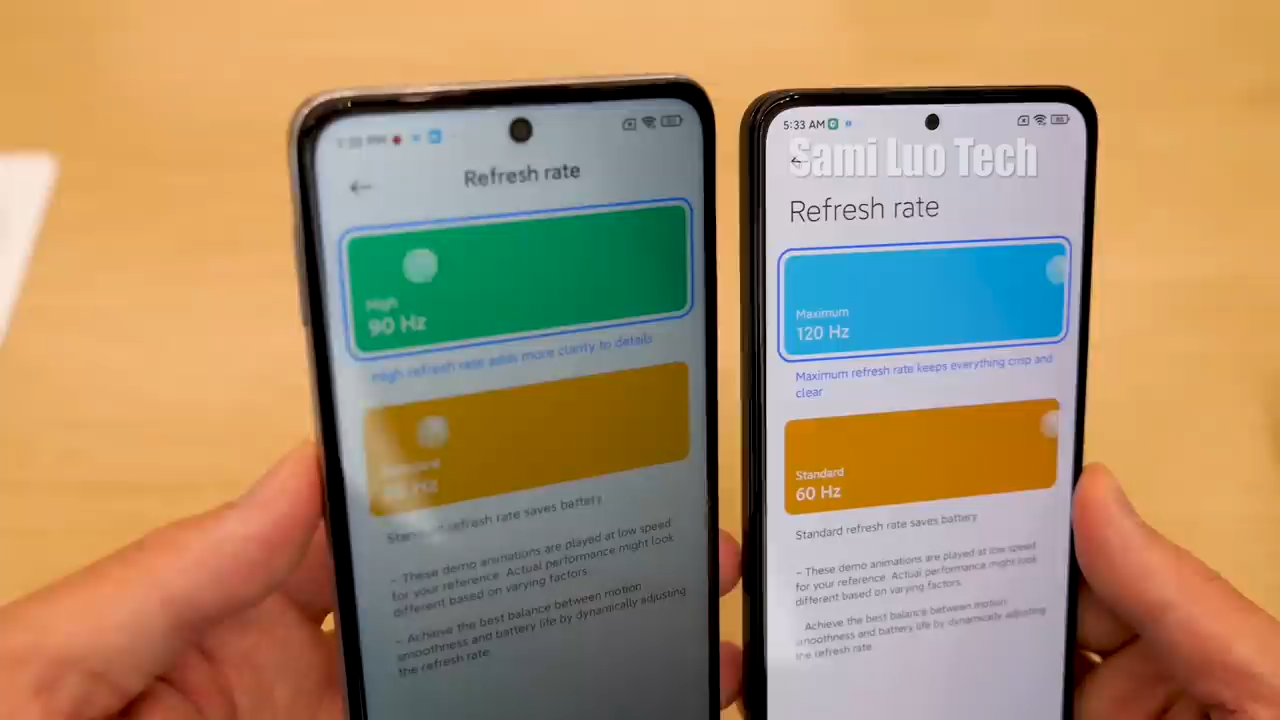 Refresh rate
High
90 Hz
High refresh rate adds more clarity to details
Standard refresh rate saves battery
- These demo animations are played at low speed
for your reference. Actual performance might look
different based on varying factors.
- Achieve the best balance between motion
smoothness and battery life by dynamically adjusting
the refresh rate.
5:33 AM
Sami Luo Tech
Refresh rate
Maximum
120 Hz
Maximum refresh rate keeps everything crisp and
clear
Standard
60 Hz
Standard refresh rate saves battery
- These demo animations are played at low speed
for your reference. Actual performance might look
different based on varying factors.
Achieve the best balance between motion
smoothness and battery life by dynamically adjusting
the refresh rate.